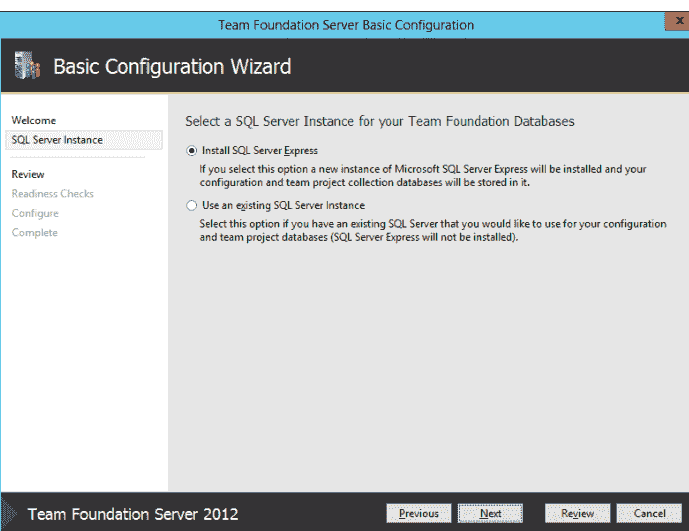 Team Foundation Server Basic Configuration
x
Basic Configuration Wizard
Welcome
SQL Server Instance
Review
Readiness Checks
Configure
Complete
Select a SQL Server Instance for your Team Foundation Databases
Install SQL Server Express
If you select this option a new instance of Microsoft SQL Server Express will be installed and your
configuration and team project collection databases will be stored in it.
Use an existing SQL Server Instance
Select this option if you have an existing SQL Server that you would like to use for your configuration
and team project databases (SQL Server Express will not be installed).
Team Foundation Server 2012
Previous
Next
Review
Cancel